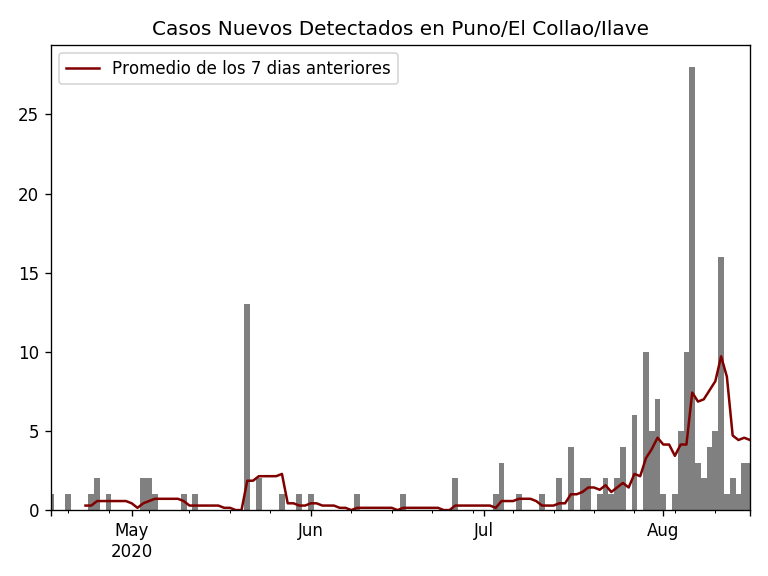 Casos Nuevos Detectados en Puno/El Collao/Ilave
Promedio de los 7 dias anteriores
25
20
15
10
5
0
May Jun Jul Aug
2020